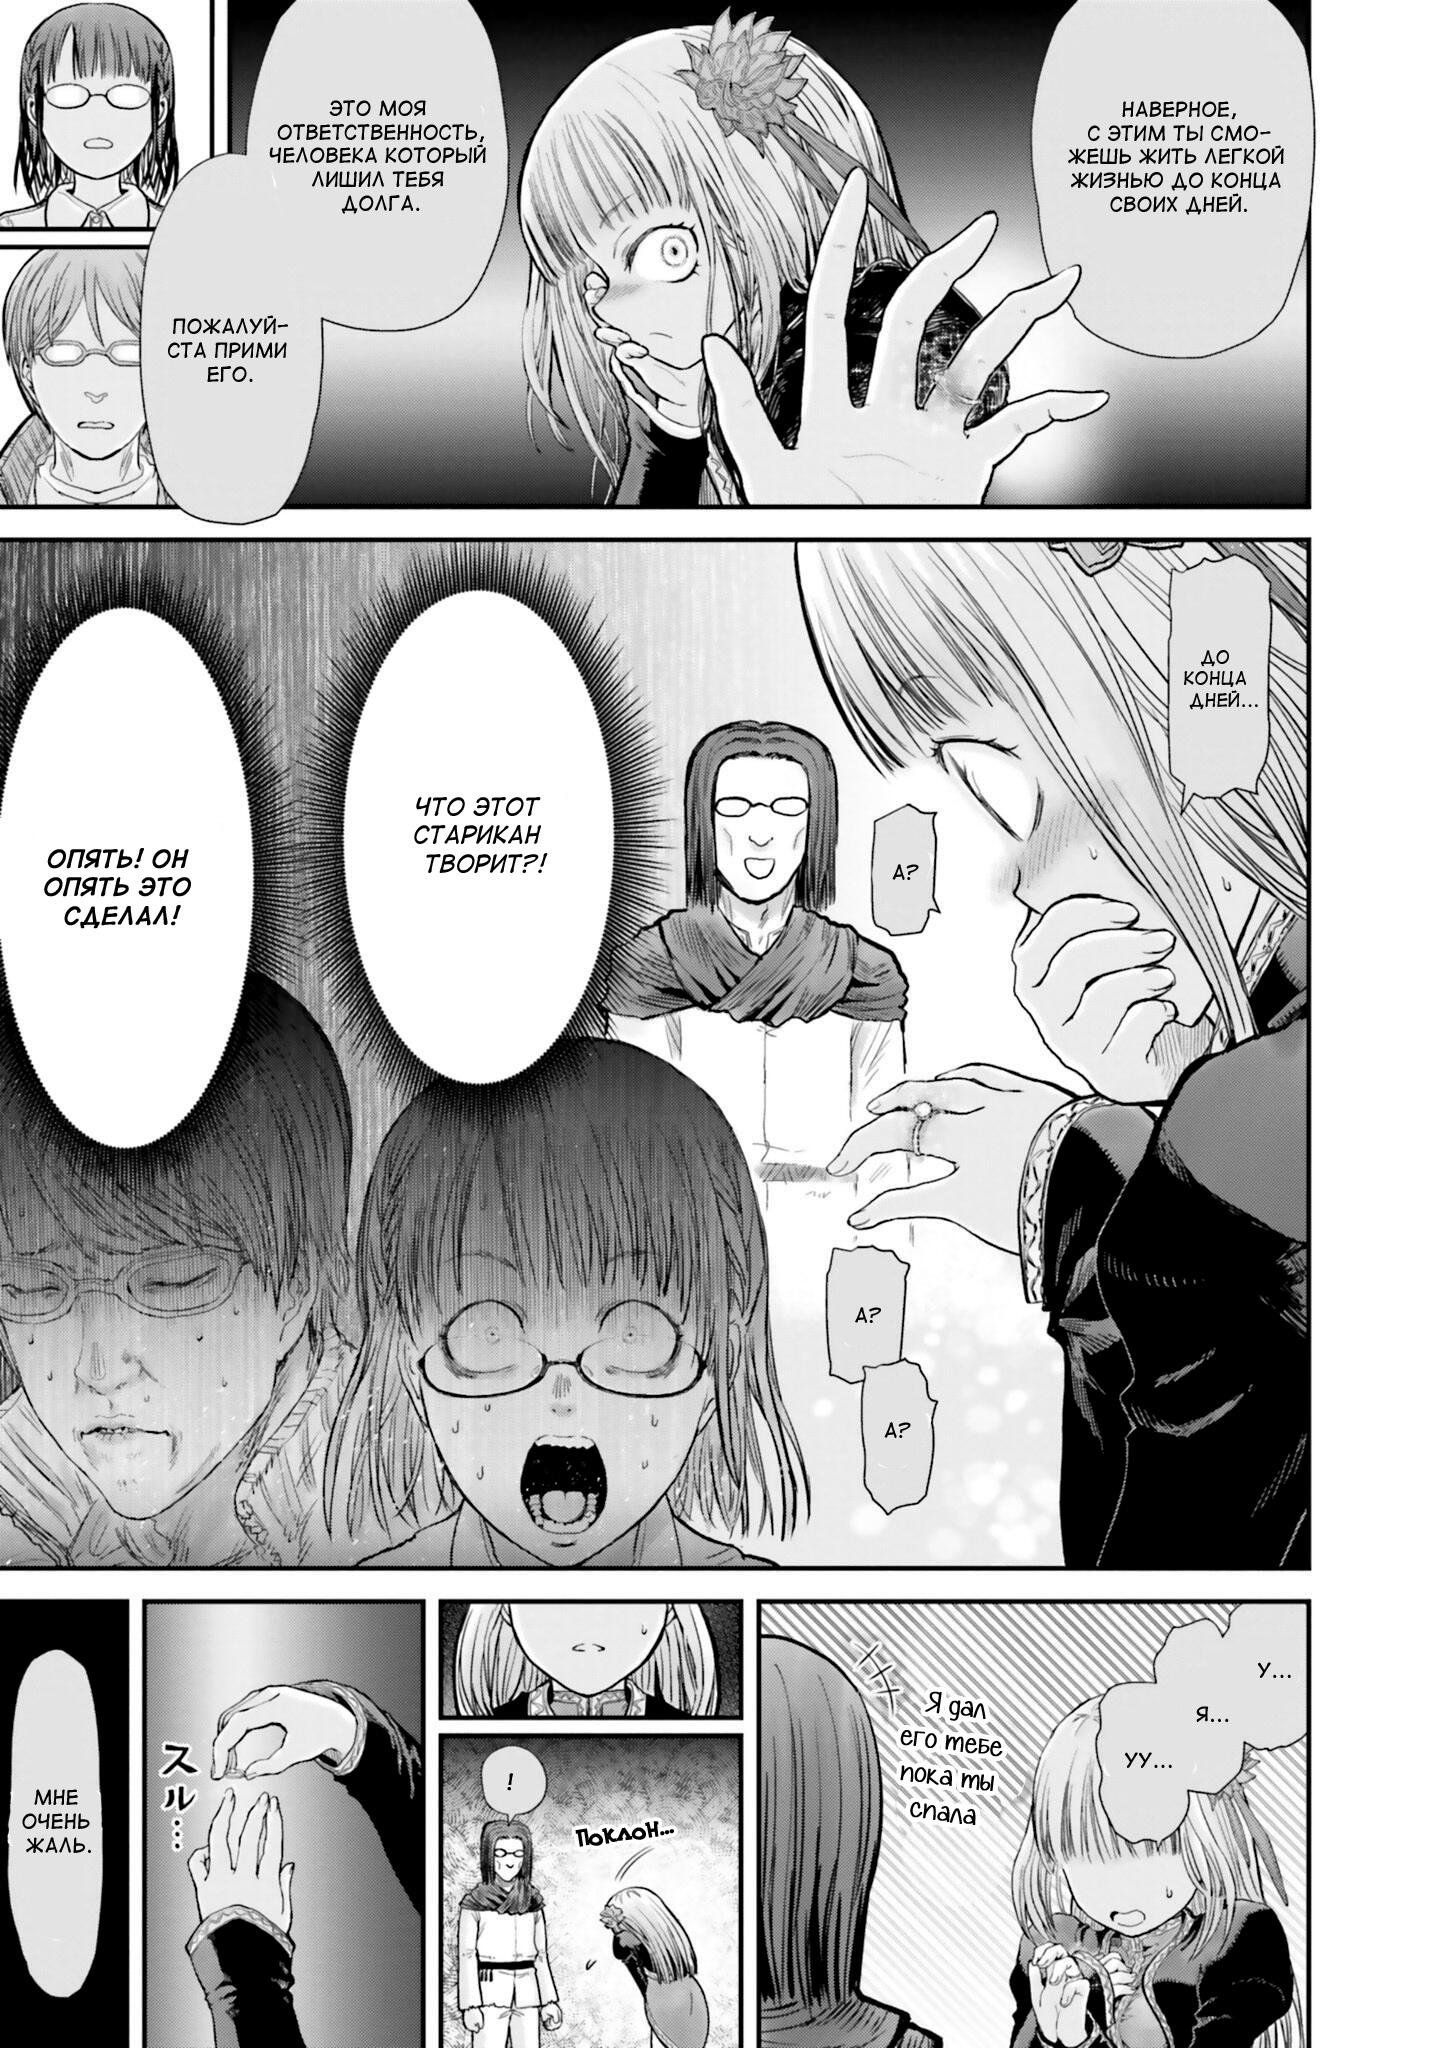 НАВЕРНОЕ,
С ЭТИМ ТЫ СМО-
ЖЕШЬ ЖИТЬ ЛЕГКОЙ
ЖИЗНЬЮ ДО КОНЦА
СВОИХ ДНЕЙ.
ЭТО МОЯ
ОТВЕТСТВЕННОСТЬ,
ЧЕЛОВЕКА КОТОРЫЙ
ЛИШИЛ ТЕБЯ
ДОЛГА.
ПОЖАЛУЙ-
СТА ПРИМИ
ЕГО.
ДО
КОНЦА
ДНЕЙ...
А?
А?
А?
ЧТО ЭТОТ
СТАРИКАН
ТВОРИТ?!
ОПЯТЬ! ОН
ОПЯТЬ ЭТО
СДЕЛАЛ!
У...
Я...
УУ...
Я дал
его тебе
пока ты
спала
!
Поклон...
スル…
МНЕ
ОЧЕНЬ
ЖАЛЬ.